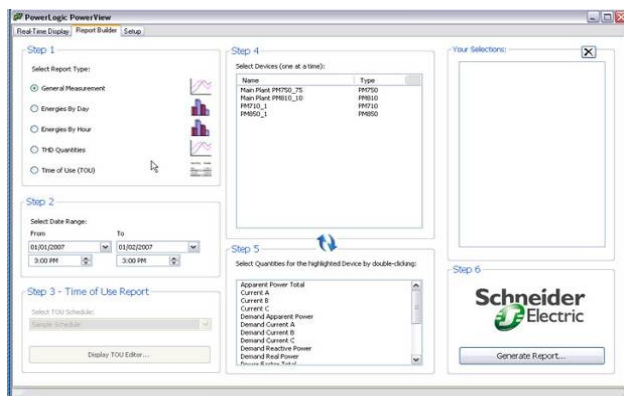 PowerLogic PowerView
Real-Time Display Report Builder Setup
Step 1
Select Report Type:
General Measurement
Energies By Day
Energies By Hour
THD Quantities
Time of Use (TOU)
Step 2
Select Date Range:
From To
01/01/2007 01/02/2007
3:00 PM 3:00 PM
Step 3 - Time of Use Report
Select TOU Schedule:
Sample Schedule
Display TOU Editor...
Step 4
Select Devices (one at a time):
Name Type
Main Plant PM750_75 PM750
Main Plant PM810_10 PM810
PM710_1 PM710
PM850_1 PM850
Step 5
Select Quantities for the highlighted Device by double-clicking:
Apparent Power Total
Current A
Current B
Current C
Demand Apparent Power
Demand Current A
Demand Current B
Demand Current C
Demand Reactive Power
Demand Real Power
Power Factor Total
Your Selections:
Step 6
Schneider
Electric
Generate Report...